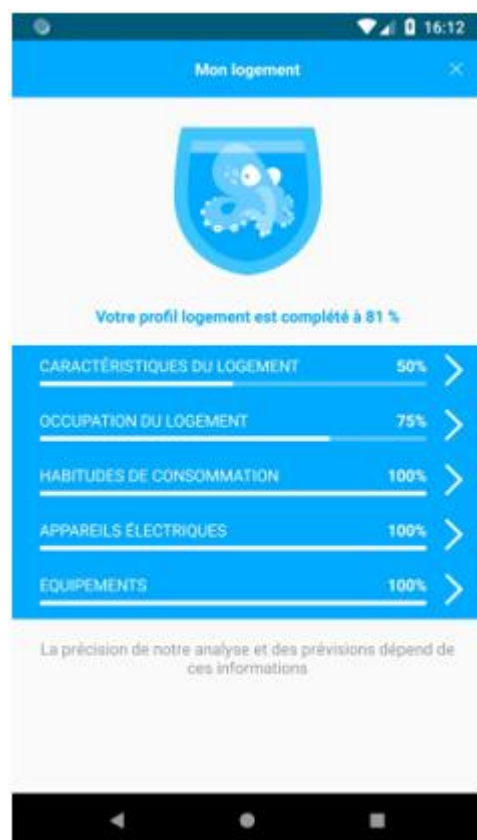 16:12
Mon logement
Votre profil logement est complété à 81 %
CARACTÉRISTIQUES DU LOGEMENT 50%
OCCUPATION DU LOGEMENT 75%
HABITUDES DE CONSOMMATION 100%
APPAREILS ÉLECTRIQUES 100%
EQUIPEMENTS 100%
La précision de notre analyse et des prévisions dépend de
ces informations